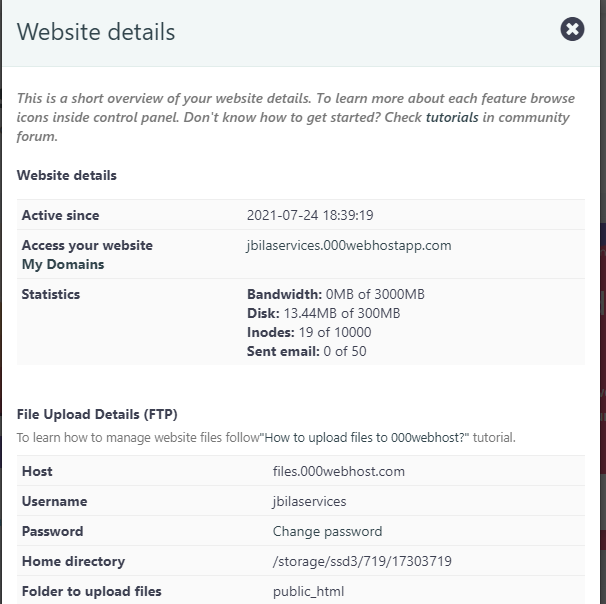 Website details
This is a short overview of your website details. To learn more about each feature browse
icons inside control panel. Don't know how to get started? Check tutorials in community
forum.
Website details
Active since 2021-07-24 18:39:19
Access your website jbilaservices.000webhostapp.com
My Domains
Statistics Bandwidth: 0MB of 3000MB
Disk: 13.44MB of 300MB
Inodes: 19 of 10000
Sent email: 0 of 50
File Upload Details (FTP)
To learn how to manage website files follow"How to upload files to 000webhost?" tutorial.
Host files.000webhost.com
Username jbilaservices
Password Change password
Home directory /storage/ssd3/719/17303719
Folder to upload files public_html